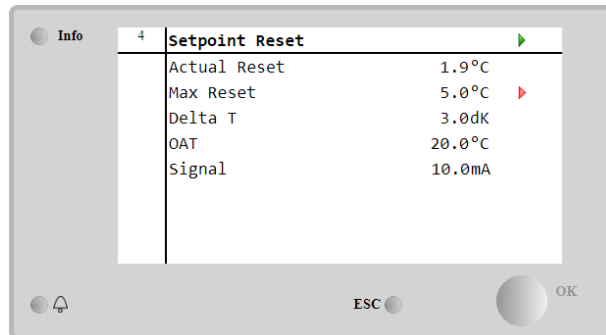 Info
4 Setpoint Reset
Actual Reset 1.9°C
Max Reset 5.0°C
Delta T 3.0dK
OAT 20.0°C
Signal 10.0mA
ESC
OK